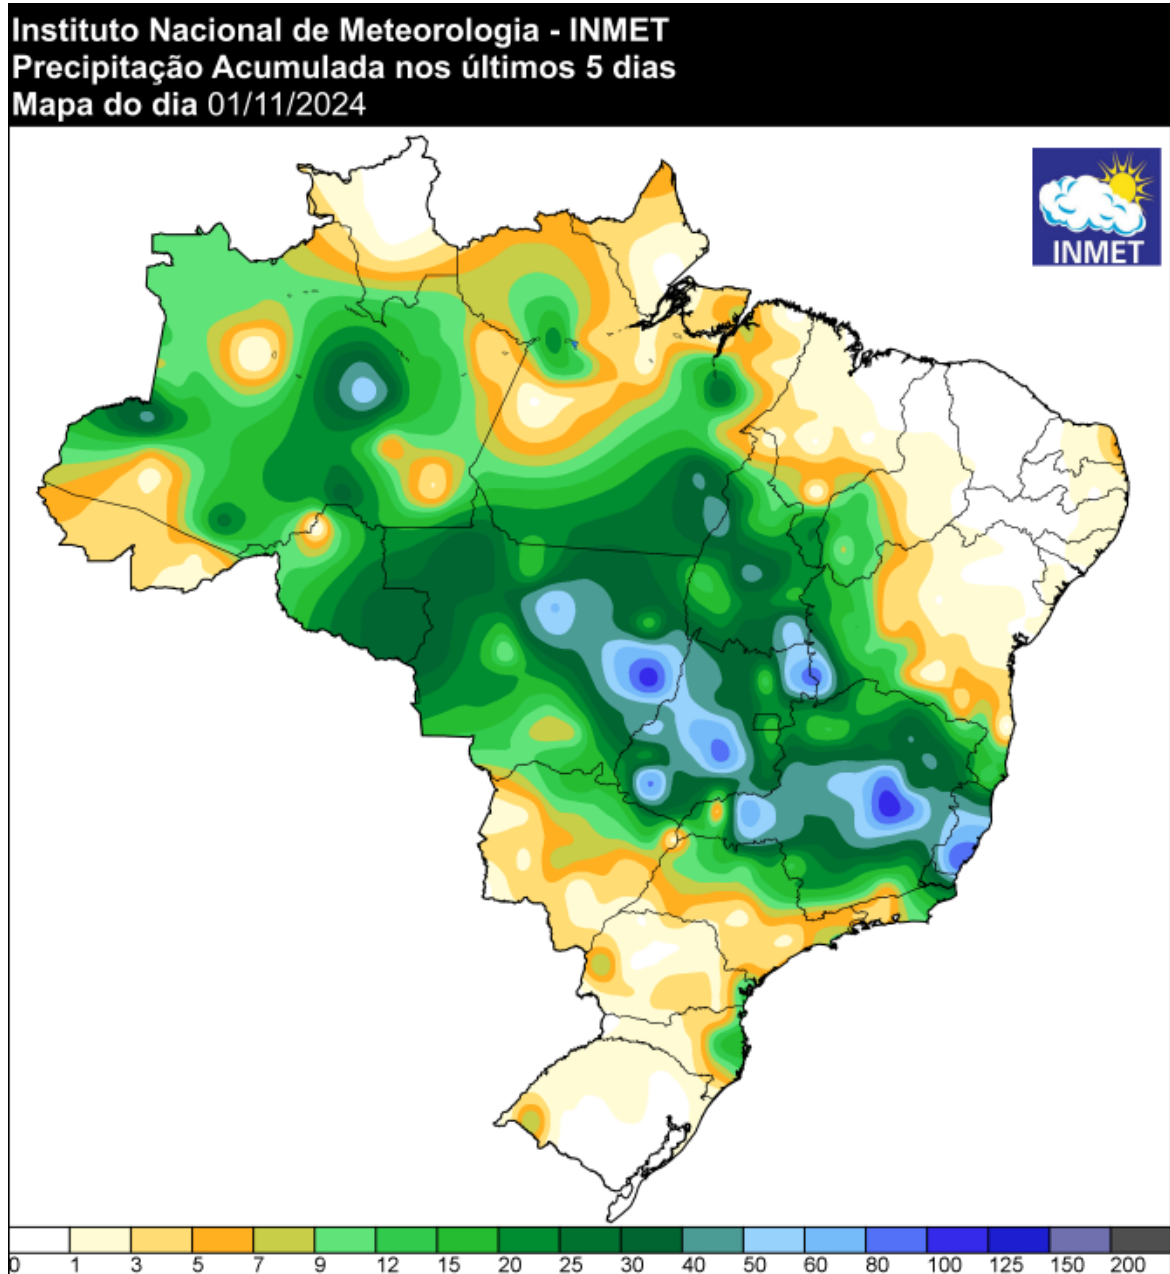 Instituto Nacional de Meteorologia - INMET
Precipitação Acumulada nos últimos 5 dias
Mapa do dia 01/11/2024
INMET
0 1 3 5 7 9 12 15 20 25 30 40 50 60 80 100 125 150 200